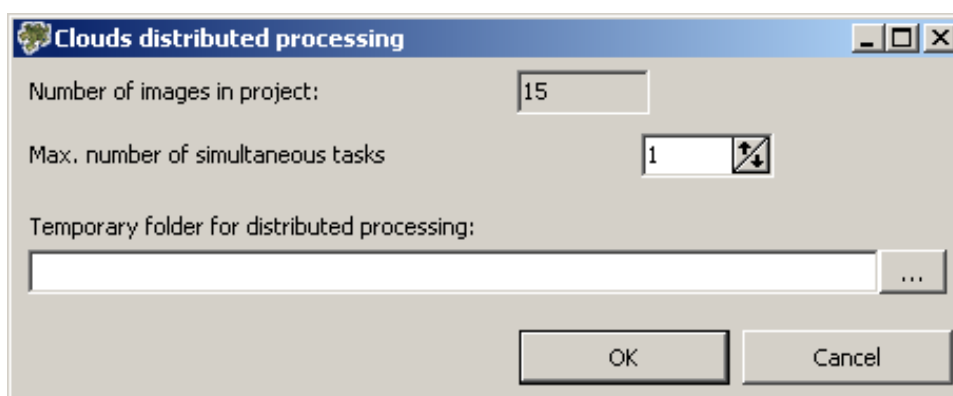 Clouds distributed processing
Number of images in project: 15
Max. number of simultaneous tasks 1
Temporary folder for distributed processing:
...
OK Cancel